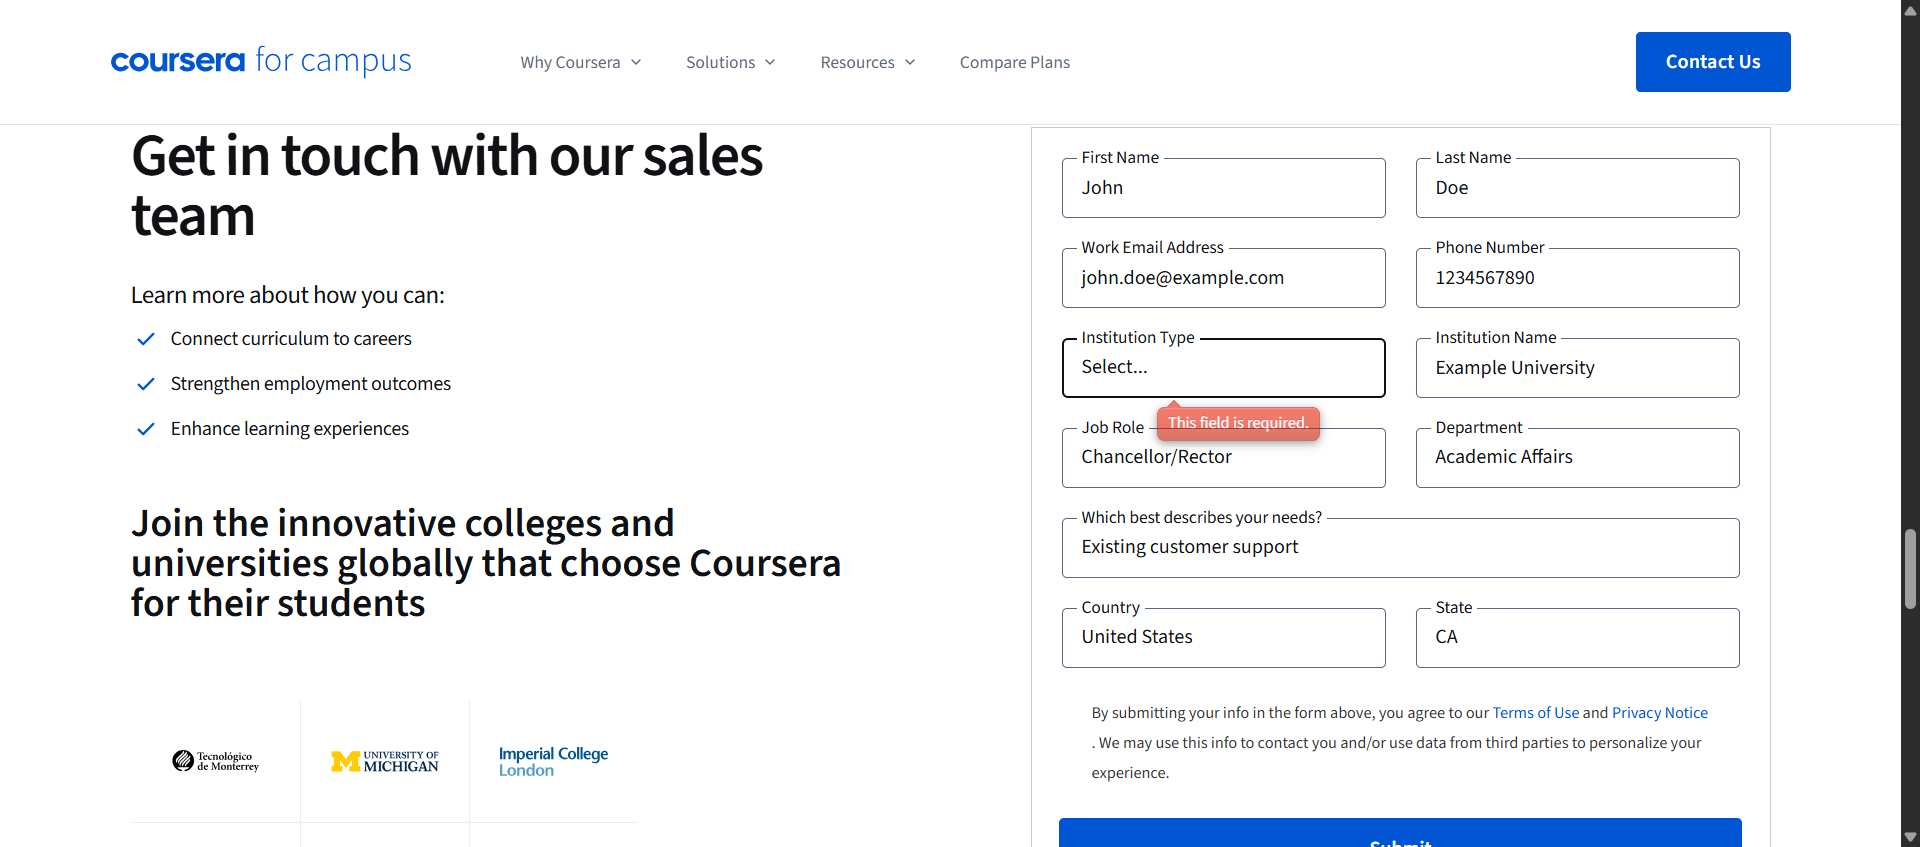 coursera for campus
Why Coursera
Solutions
Resources
Compare Plans
Contact Us
Get in touch with our sales
team
Learn more about how you can:
Connect curriculum to careers
Strengthen employment outcomes
Enhance learning experiences
Join the innovative colleges and
universities globally that choose Coursera
for their students
Tecnológico
de Monterrey
UNIVERSITY OF
MICHIGAN
Imperial College
London
First Name
John
Last Name
Doe
Work Email Address
john.doe@example.com
Phone Number
1234567890
Institution Type
Select...
This field is required.
Institution Name
Example University
Job Role
Chancellor/Rector
Department
Academic Affairs
Which best describes your needs?
Existing customer support
Country
United States
State
CA
By submitting your info in the form above, you agree to our Terms of Use and Privacy Notice
. We may use this info to contact you and/or use data from third parties to personalize your
experience.
Submit